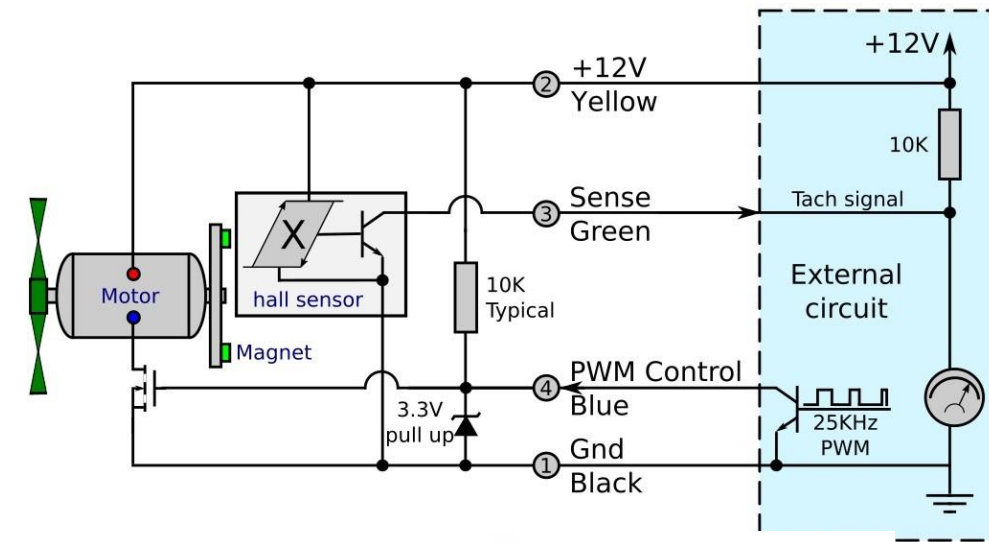 +12V
+12V
2
Yellow
10K
X
Sense
Tach signal
3
Green
hall sensor
10K
Typical
External
circuit
Motor
Magnet
PWM Control
4
Blue
3.3V
pull up
25KHz
PWM
Gnd
1
Black